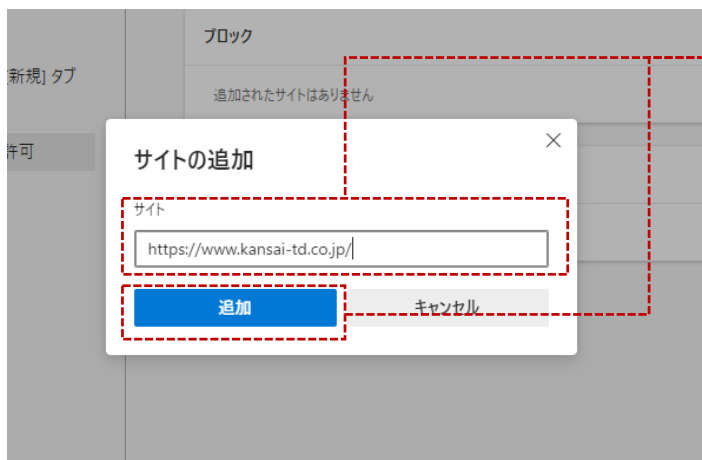 ブロック
新規] タブ
追加されたサイトはありません
許可
サイトの追加
サイト
https://www.kansai-td.co.jp/
追加
キャンセル